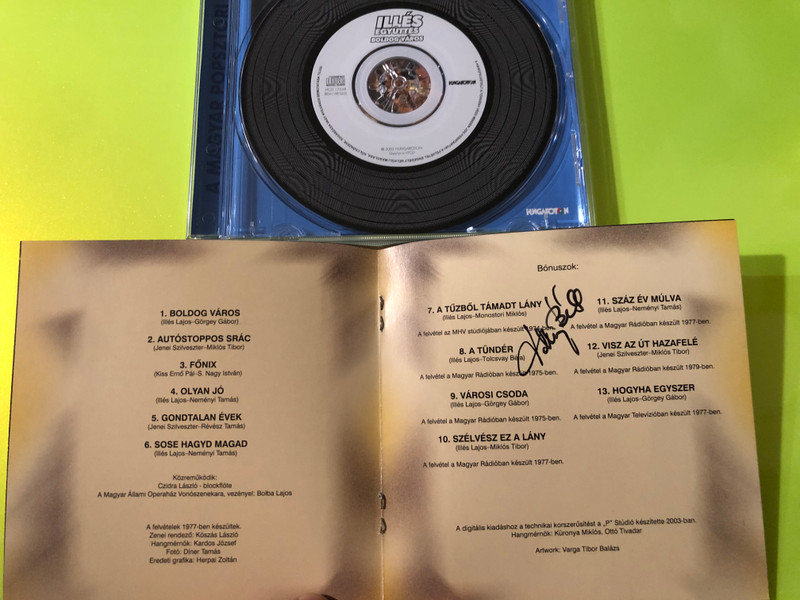 A MAGYAR POPSZTORI
ILLÉS
EGYÜTTES
BOLDOG VÁROS
HUNGAROTON
HUNGAROTON
1. BOLDOG VÁROS
(Illés Lajos–Görgey Gábor)
2. AUTÓSTOPPOS SRÁC
(Jenei Szilveszter–Miklós Tibor)
3. FŐNIX
(Kiss Ernő Pál–S. Nagy István)
4. OLYAN JÓ
(Illés Lajos–Neményi Tamás)
5. GONDTALAN ÉVEK
(Jenei Szilveszter–Révész Tamás)
6. SOSE HAGYD MAGAD
(Illés Lajos–Neményi Tamás)
Közreműködik:
Czidra László - blockflöte
A Magyar Állami Operaház Vonószenekara, vezényel: Bolba Lajos
A felvételek 1977-ben készültek.
Zenei rendező: Kószás László
Hangmérnök: Kardos József
Fotó: Díner Tamás
Eredeti grafika: Herpai Zoltán
Bónuszok:
7. A TŰZBŐL TÁMADT LÁNY
(Illés Lajos–Monostori Miklós)
A felvétel az MHV stúdiójában készült
8. A TÜNDÉR
(Illés Lajos–Tolcsvay Béla)
A felvétel a Magyar Rádióban készült 1975-ben.
9. VÁROSI CSODA
(Illés Lajos–Görgey Gábor)
A felvétel a Magyar Rádióban készült 1975-ben.
10. SZÉLVÉSZ EZ A LÁNY
(Illés Lajos–Miklós Tibor)
A felvétel a Magyar Rádióban készült 1977-ben.
11. SZÁZ ÉV MÚLVA
(Illés Lajos–Neményi Tamás)
A felvétel a Magyar Rádióban készült 1977-ben.
12. VISZ AZ ÚT HAZAFELÉ
(Jenei Szilveszter–Miklós Tibor)
A felvétel a Magyar Rádióban készült 1979-ben.
13. HOGYHA EGYSZER
(Illés Lajos–Görgey Gábor)
A felvétel a Magyar Televízióban készült 1977-ben.
A digitális kiadáshoz a technikai korszerűsítést a „P" Stúdió készítette 2003-ban.
Hangmérnök: Küronya Miklós, Ottó Tivadar
Artwork: Varga Tibor Balázs